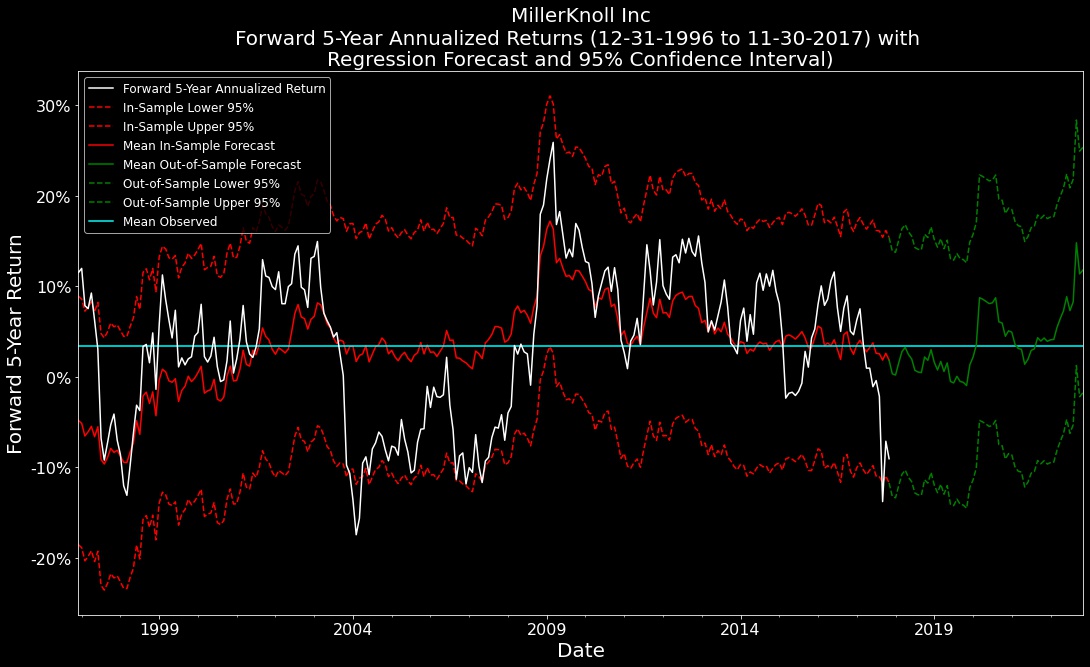 MillerKnoll Inc
Forward 5-Year Annualized Returns (12-31-1996 to 11-30-2017) with
Regression Forecast and 95% Confidence Interval)
Forward 5-Year Annualized Return
In-Sample Lower 95%
In-Sample Upper 95%
Mean In-Sample Forecast
Mean Out-of-Sample Forecast
Out-of-Sample Lower 95%
Out-of-Sample Upper 95%
Mean Observed
Forward 5-Year Return
30%
20%
10%
0%
-10%
-20%
1999
2004
2009
2014
2019
Date